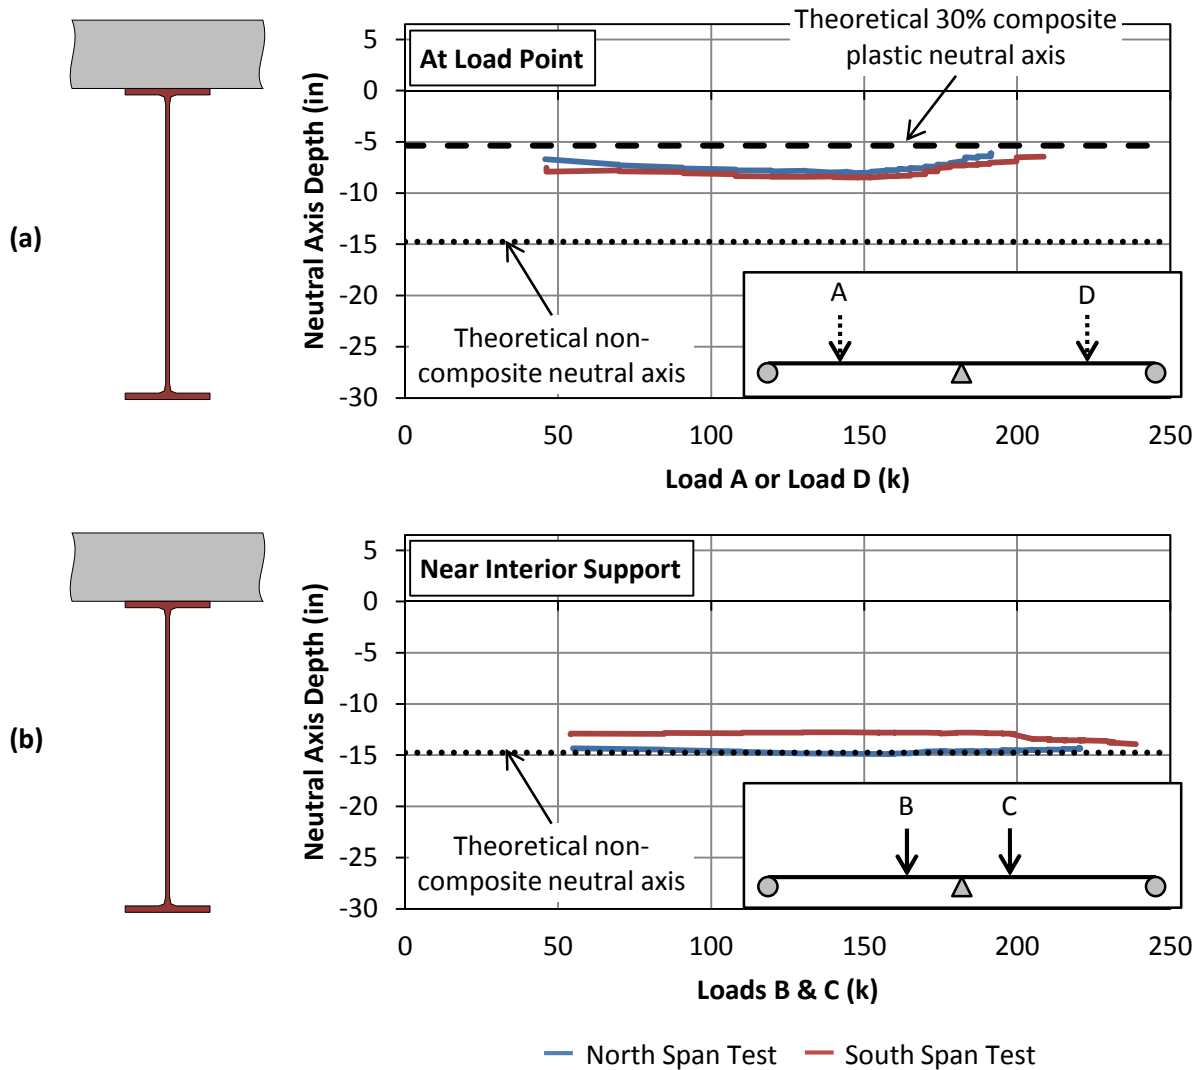 (a)
Neutral Axis Depth (in)
5
0
-5
-10
-15
-20
-25
-30
At Load Point
Theoretical 30% composite
plastic neutral axis
Theoretical non-
composite neutral axis
A
D
0
50
100
150
200
250
Load A or Load D (k)
(b)
Neutral Axis Depth (in)
5
0
-5
-10
-15
-20
-25
-30
Near Interior Support
Theoretical non-
composite neutral axis
B
C
0
50
100
150
200
250
Loads B & C (k)
North Span Test
South Span Test